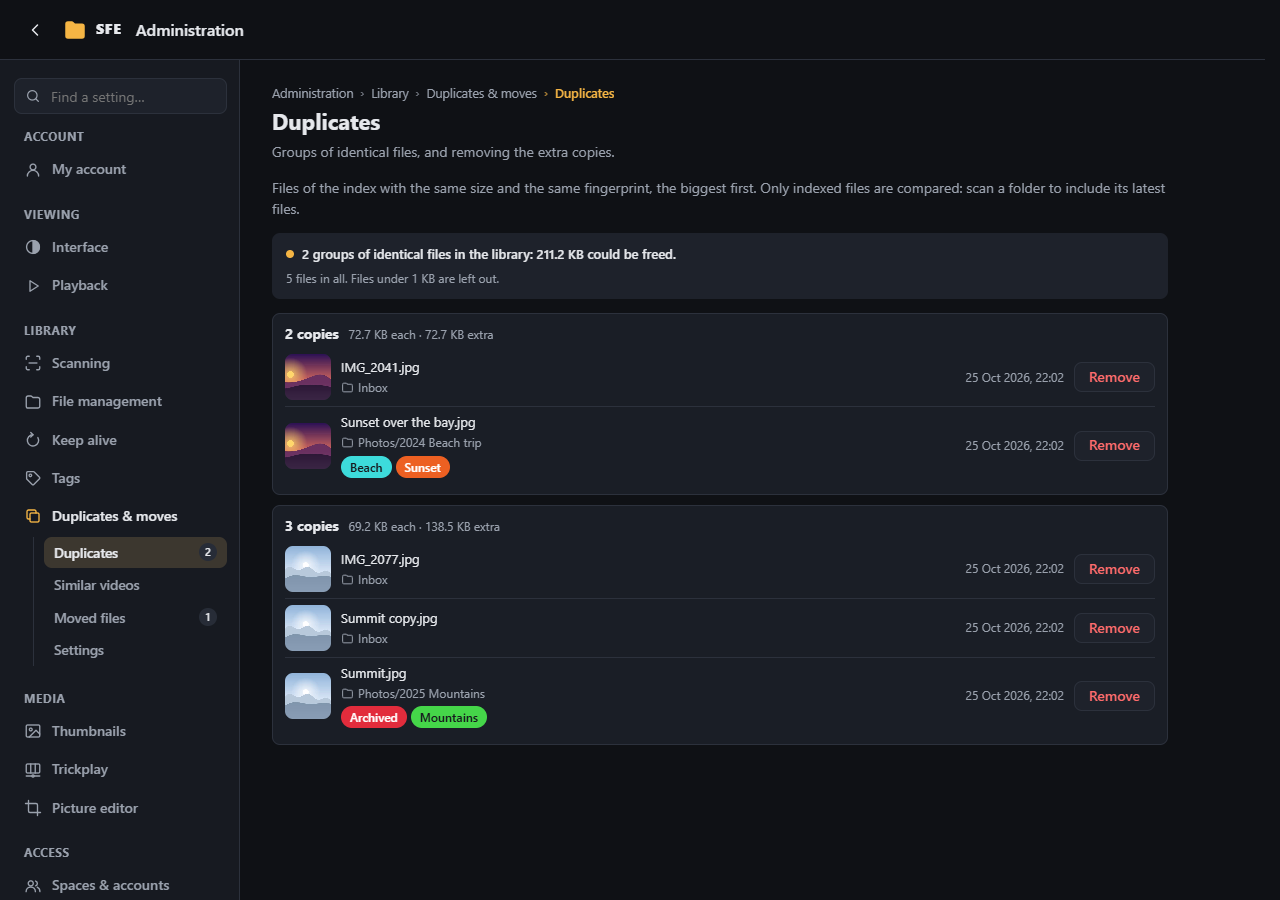 SFE Administration
Find a setting...
ACCOUNT
My account
VIEWING
Interface
Playback
LIBRARY
Scanning
File management
Keep alive
Tags
Duplicates & moves
Duplicates 2
Similar videos
Moved files 1
Settings
MEDIA
Thumbnails
Trickplay
Picture editor
ACCESS
Spaces & accounts
Administration › Library › Duplicates & moves › Duplicates
Duplicates
Groups of identical files, and removing the extra copies.
Files of the index with the same size and the same fingerprint, the biggest first. Only indexed files are compared: scan a folder to include its latest
files.
2 groups of identical files in the library: 211.2 KB could be freed.
5 files in all. Files under 1 KB are left out.
2 copies 72.7 KB each · 72.7 KB extra
IMG_2041.jpg
Inbox
25 Oct 2026, 22:02 Remove
Sunset over the bay.jpg
Photos/2024 Beach trip
Beach Sunset
25 Oct 2026, 22:02 Remove
3 copies 69.2 KB each · 138.5 KB extra
IMG_2077.jpg
Inbox
25 Oct 2026, 22:02 Remove
Summit copy.jpg
Inbox
25 Oct 2026, 22:02 Remove
Summit.jpg
Photos/2025 Mountains
Archived Mountains
25 Oct 2026, 22:02 Remove